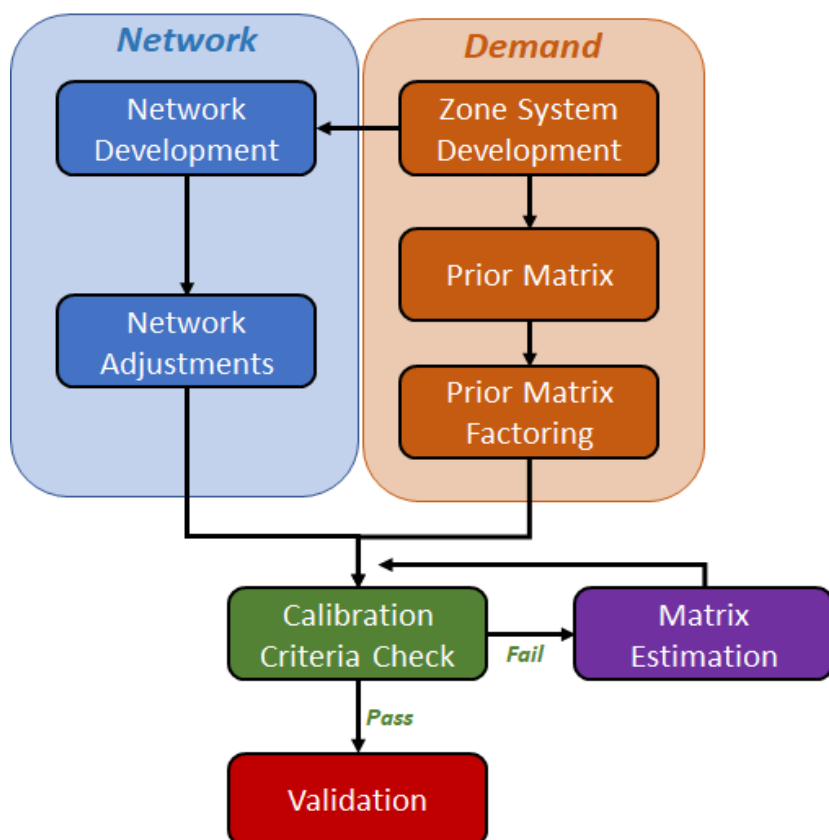 Network
Demand
Network
Development
Zone System
Development
Prior Matrix
Network
Adjustments
Prior Matrix
Factoring
Calibration
Criteria Check
Fail
Matrix
Estimation
Pass
Validation